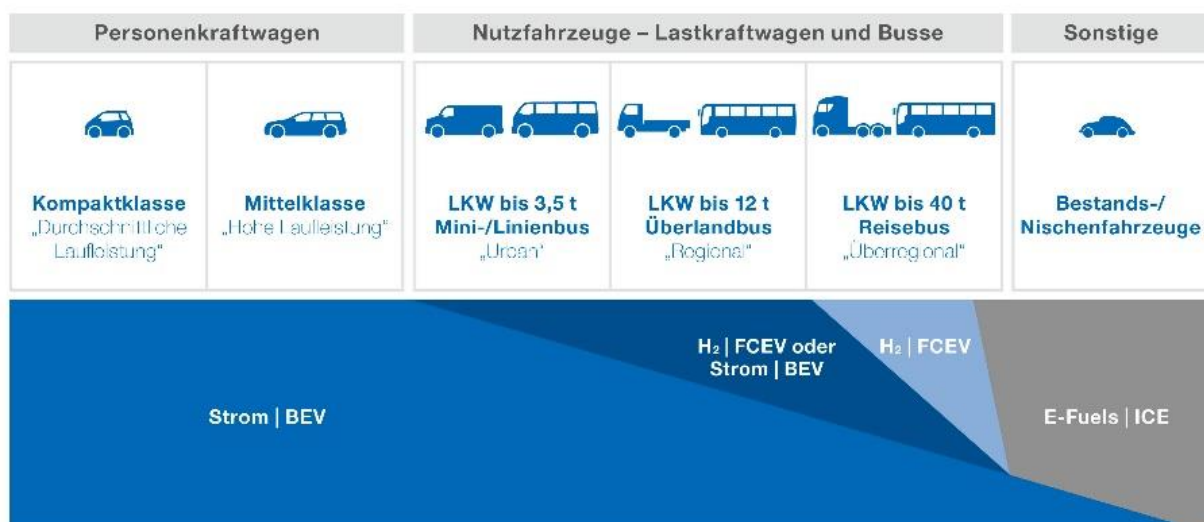 Personenkraftwagen
Nutzfahrzeuge – Lastkraftwagen und Busse
Sonstige
Kompaktklasse
„Durchschnittliche
Laufleistung“
Mittelklasse
„Hohe Laufleistung“
LKW bis 3,5 t
Mini-/Linienbus
„Urban“
LKW bis 12 t
Überlandbus
„Regional“
LKW bis 40 t
Reisebus
„Überregional“
Bestands-/
Nischenfahrzeuge
H₂ | FCEV oder
Strom | BEV
H₂ | FCEV
Strom | BEV
E-Fuels | ICE